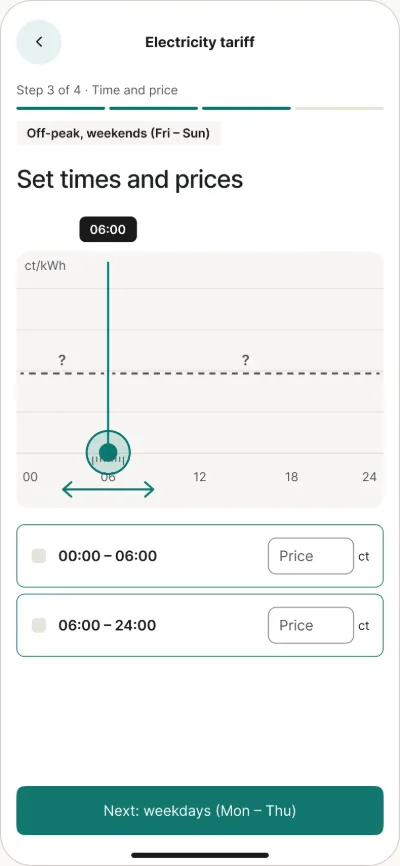 Electricity tariff
Step 3 of 4 · Time and price
Off-peak, weekends (Fri – Sun)
Set times and prices
06:00
ct/kWh
? ?
00 06 12 18 24
00:00 – 06:00 Price ct
06:00 – 24:00 Price ct
Next: weekdays (Mon – Thu)